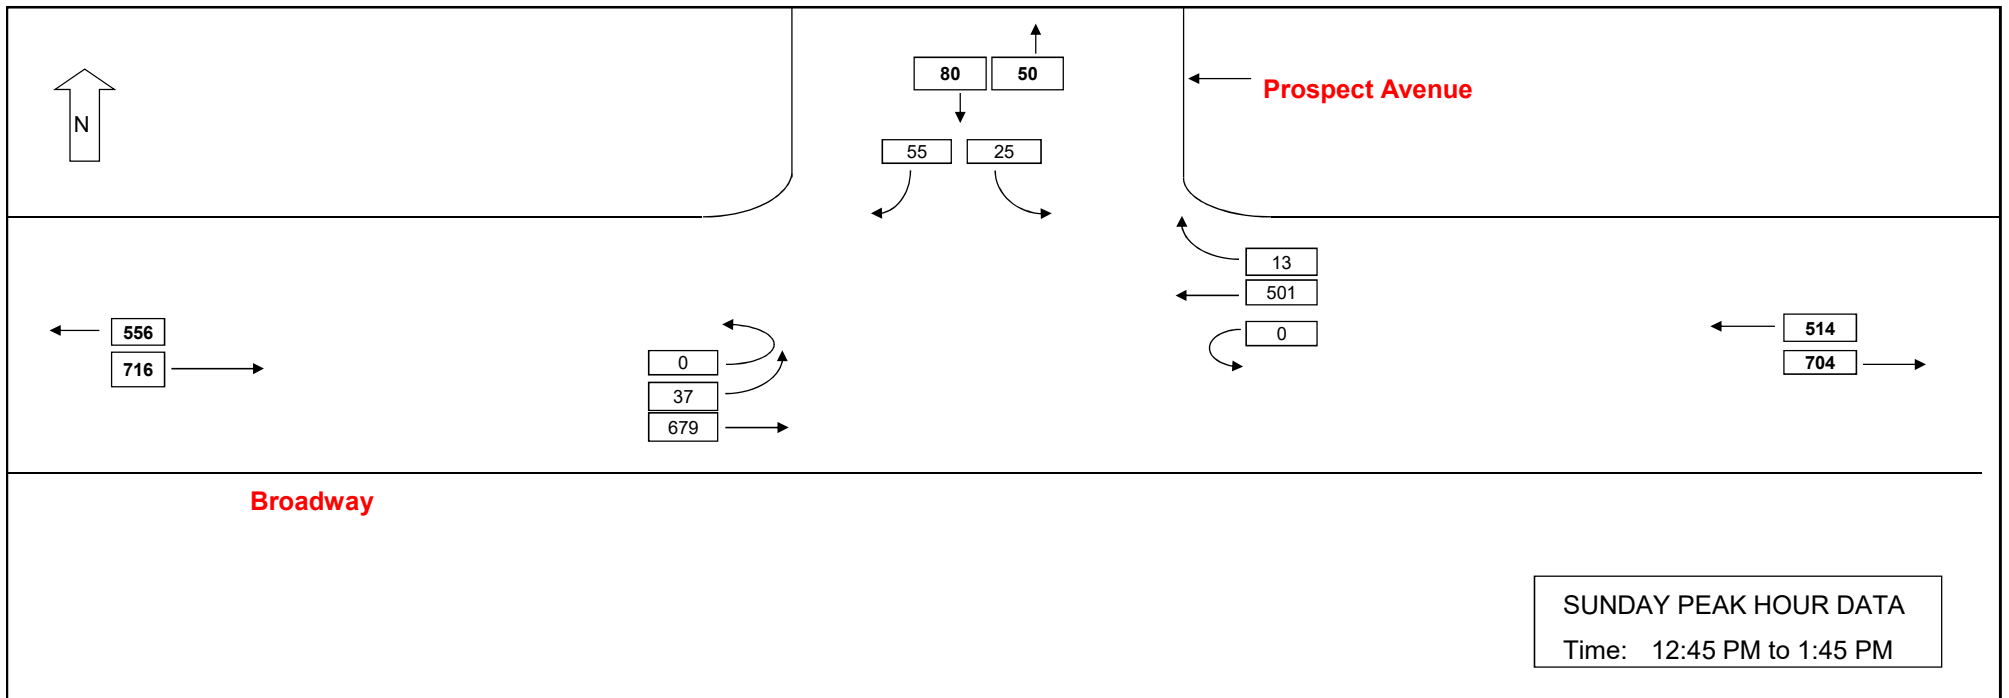 80 50
Prospect Avenue
N
55 25
13
501
0
556
716
0
37
679
514
704
Broadway
SUNDAY PEAK HOUR DATA
Time: 12:45 PM to 1:45 PM